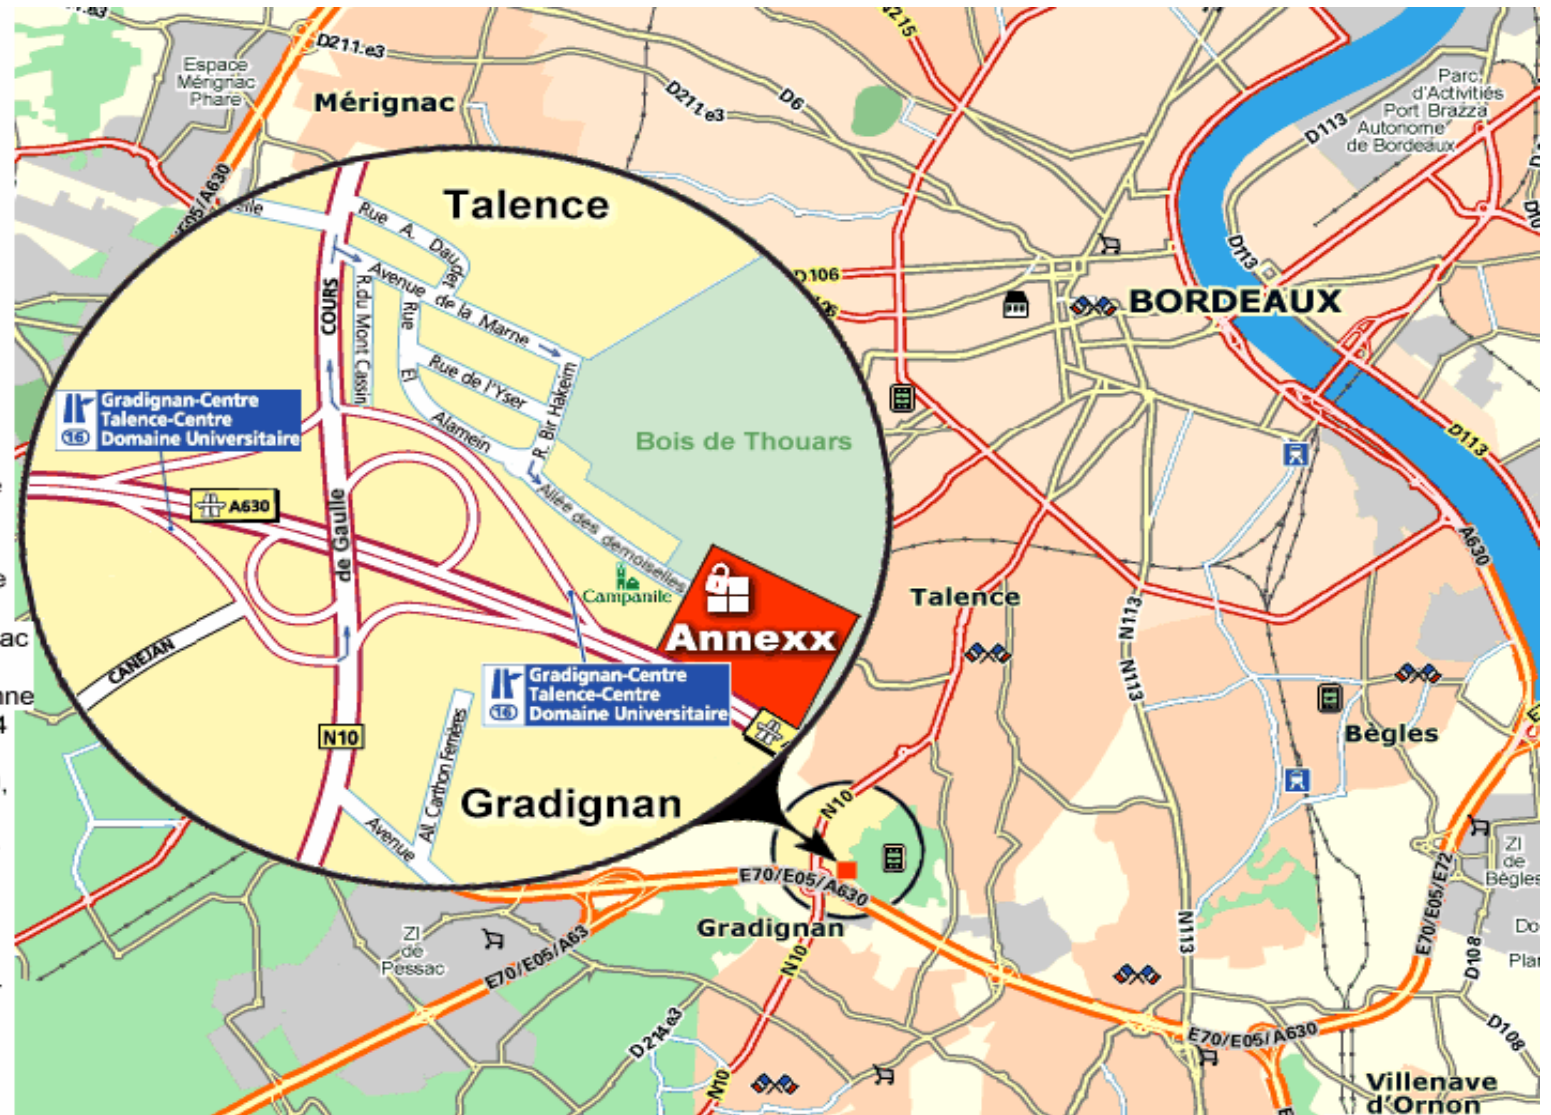 D211.e3
N215
Espace
Mérignac
Phare
Mérignac
D211.e3
D6
Parc
d'Activitiés
Port Brazza
Autonome
de Bordeaux
D113
D113
D106
BORDEAUX
D113
A630
Talence
N113
N113
Bègles
N10
E70/E05/A630
Gradignan
N10
N113
ZI
de
Bègles
E70/E05/E72
D108
ZI
de
Pessac
E70/E05/A63
D214.e3
N10
E70/E05/A630
D108
Villenave
d'Ornon
Talence
Rue A. Daudet
Avenue de la Marne
COURS
de Gaulle
R.du Mont Cassin
Rue El Alamein
Rue de l'Yser
R. Bir Hakeim
Bois de Thouars
Gradignan-Centre
Talence-Centre
16 Domaine Universitaire
A630
Allée des demoiselles
Campanile
Annexx
CANEJAN
Gradignan-Centre
Talence-Centre
16 Domaine Universitaire
N10
All. Carthon Ferrières
Avenue
Gradignan